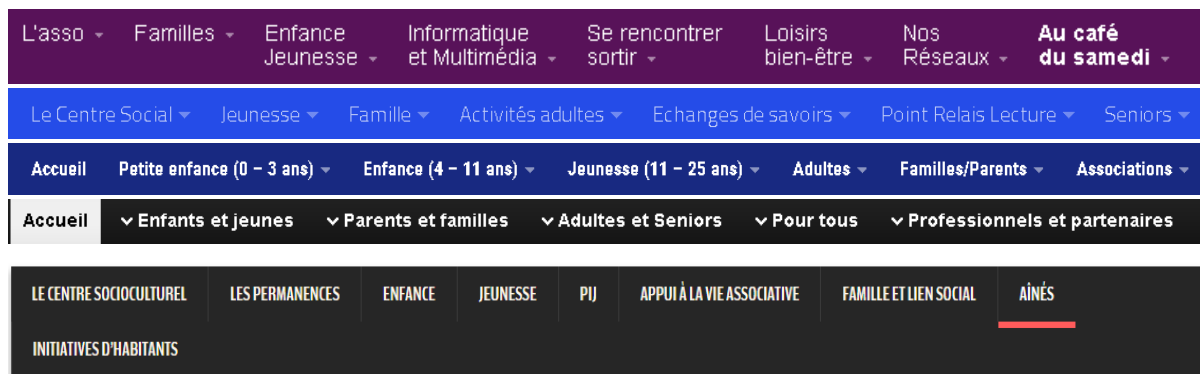 L'asso Familles Enfance Jeunesse Informatique et Multimédia Se rencontrer sortir Loisirs bien-être Nos Réseaux Au café du samedi
Le Centre Social Jeunesse Famille Activités adultes Echanges de savoirs Point Relais Lecture Seniors
Accueil Petite enfance (0 – 3 ans) Enfance (4 – 11 ans) Jeunesse (11 – 25 ans) Adultes Familles/Parents Associations
Accueil Enfants et jeunes Parents et familles Adultes et Seniors Pour tous Professionnels et partenaires
LE CENTRE SOCIOCULTUREL LES PERMANENCES ENFANCE JEUNESSE PIJ APPUI À LA VIE ASSOCIATIVE FAMILLE ET LIEN SOCIAL AÎNÉS
INITIATIVES D'HABITANTS